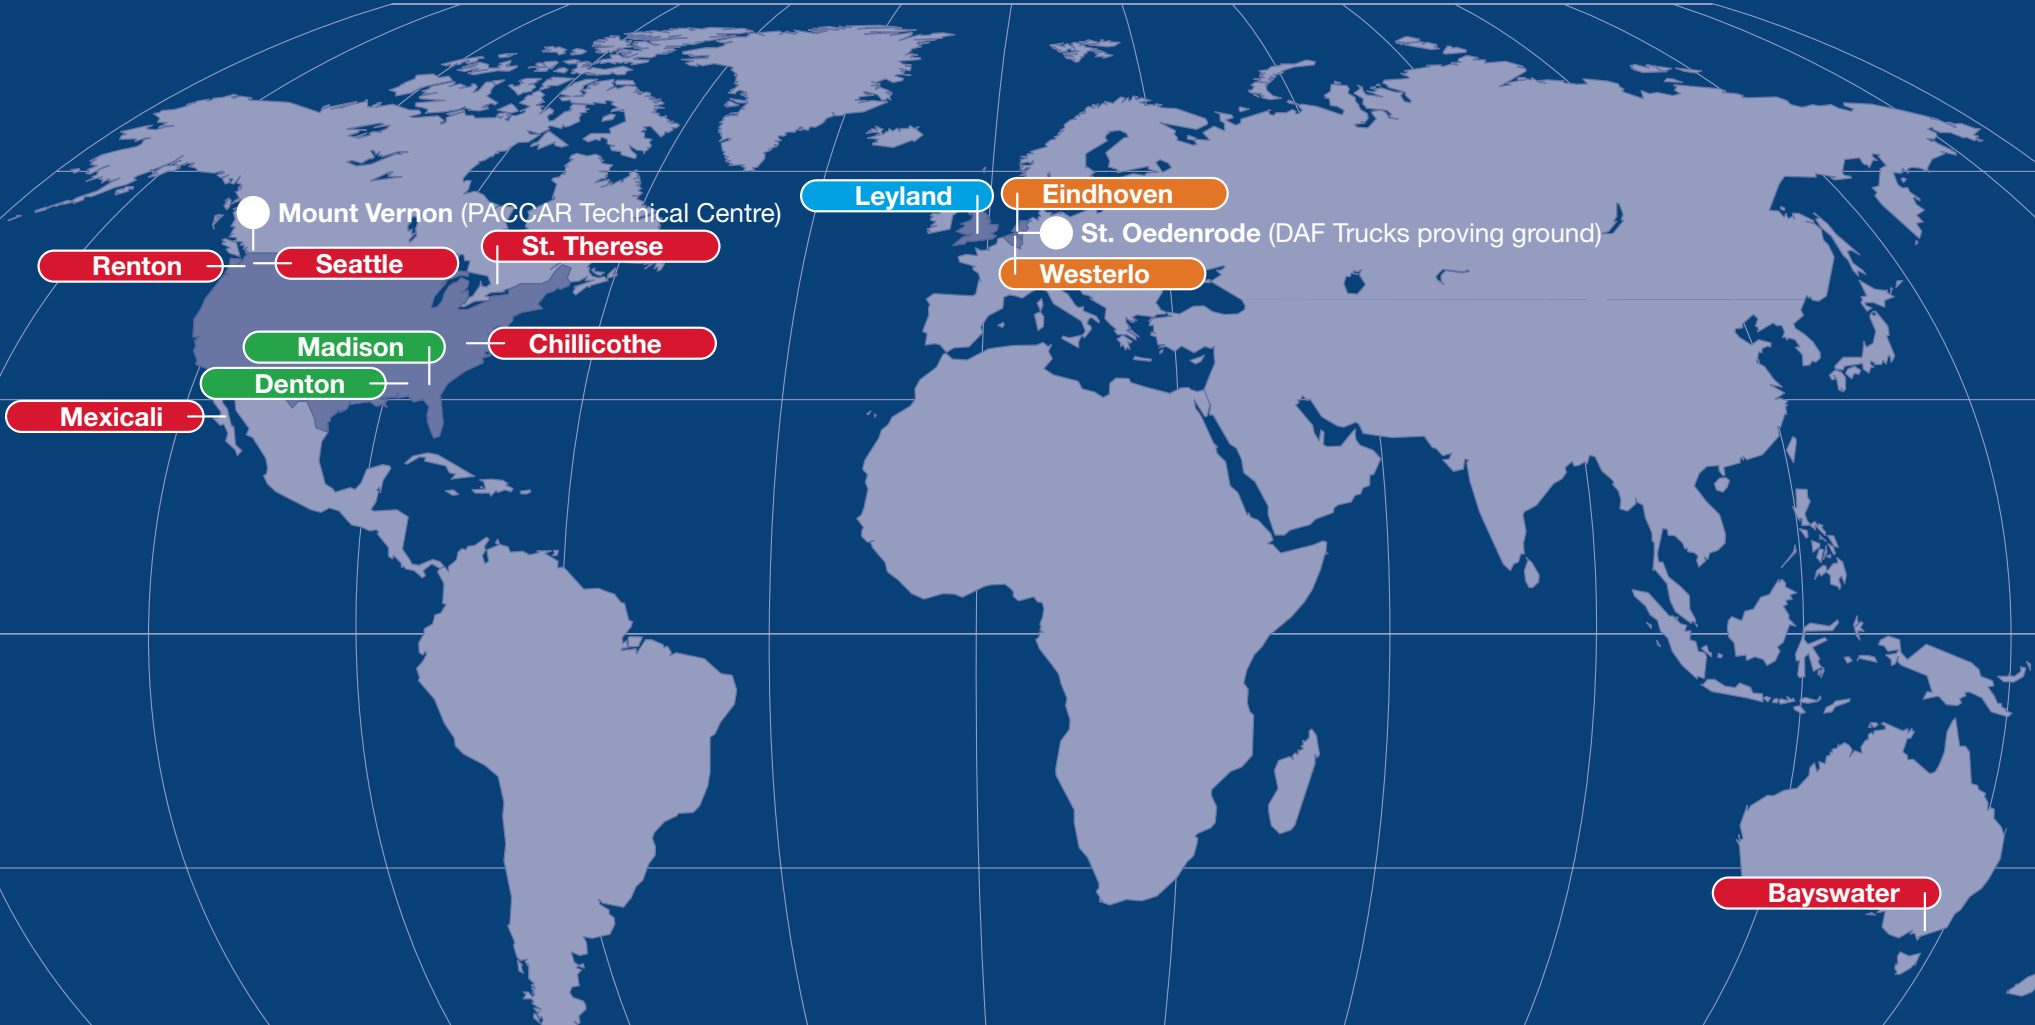 Leyland
Eindhoven
Mount Vernon (PACCAR Technical Centre)
St. Oedenrode (DAF Trucks proving ground)
St. Therese
Renton
Seattle
Westerlo
Madison
Chillicothe
Denton
Mexicali
Bayswater